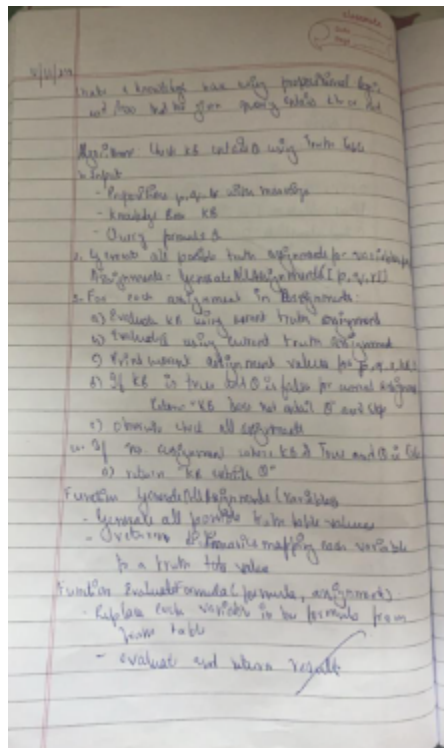 classmate
Date
Page
Create a knowledge base using propositional logic
and show that the given query entails KB or not
Algorithm Check KB entails Q using Truth Table
1. Input
- Propositions p, q, r with meanings
- Knowledge Base KB
- Query formula Q
2. Generate all possible truth assignments for variables
Assignments = GenerateAllAssignments [p, q, r]
3. For each assignment in Assignments:
a) Evaluate KB using current truth assignment
b) Evaluate Q using current truth assignment
c) Print current assignment values for p, q, r
d) If KB is true but Q is false for current assignment
Return "KB does not entail Q" and stop
e) Otherwise check all assignments
4. If no assignment where KB is True and Q is False
a) return "KB entails Q"
Function GenerateAllAssignments (variables)
- Generate all possible truth table values
- return dictionaries mapping each variable
to a truth table value
Function EvaluateFormula (formula, assignment):
- Replace each variable in the formula from
truth table
- evaluate and return result